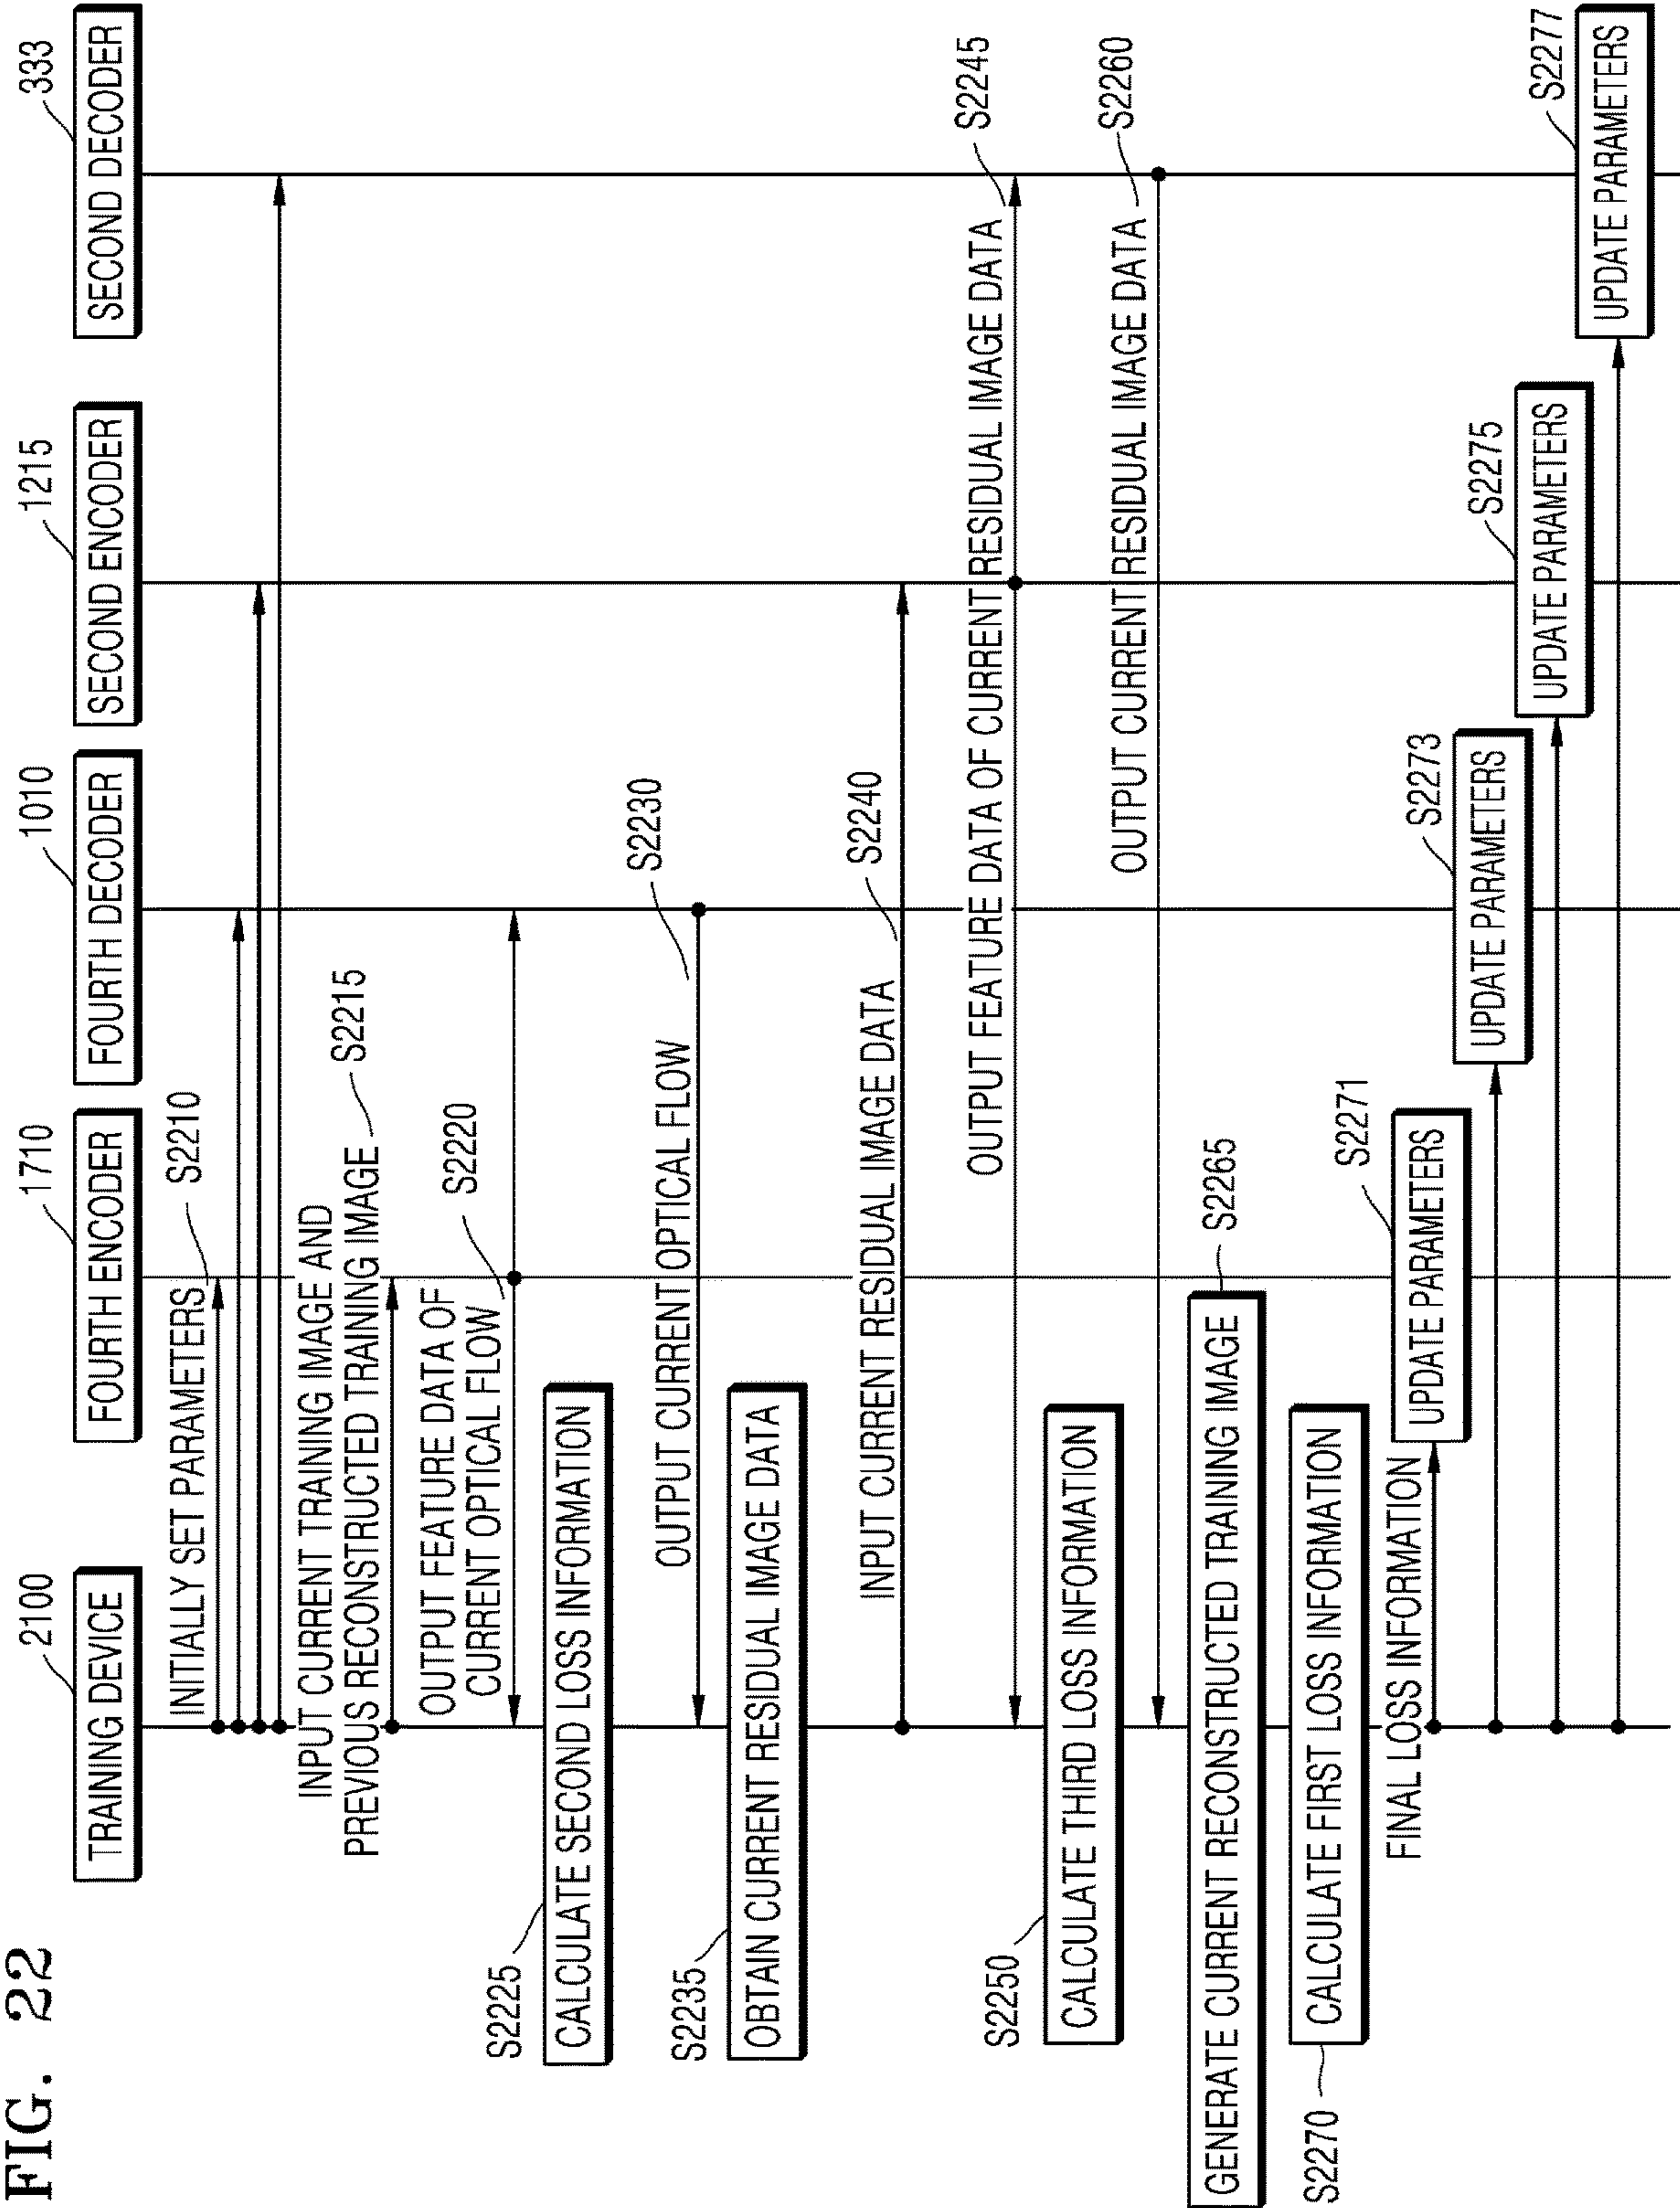 FIG. 22
2100
TRAINING DEVICE
1710
FOURTH ENCODER
1010
FOURTH DECODER
1215
SECOND ENCODER
333
SECOND DECODER
INITIALLY SET PARAMETERS
S2210
INPUT CURRENT TRAINING IMAGE AND
PREVIOUS RECONSTRUCTED TRAINING IMAGE
S2215
OUTPUT FEATURE DATA OF
CURRENT OPTICAL FLOW
S2220
S2225
CALCULATE SECOND LOSS INFORMATION
OUTPUT CURRENT OPTICAL FLOW
S2230
S2235
OBTAIN CURRENT RESIDUAL IMAGE DATA
INPUT CURRENT RESIDUAL IMAGE DATA
S2240
OUTPUT FEATURE DATA OF CURRENT RESIDUAL IMAGE DATA
S2245
S2250
CALCULATE THIRD LOSS INFORMATION
OUTPUT CURRENT RESIDUAL IMAGE DATA
S2260
GENERATE CURRENT RECONSTRUCTED TRAINING IMAGE
S2265
S2270
CALCULATE FIRST LOSS INFORMATION
FINAL LOSS INFORMATION
S2271
UPDATE PARAMETERS
S2273
UPDATE PARAMETERS
S2275
UPDATE PARAMETERS
S2277
UPDATE PARAMETERS